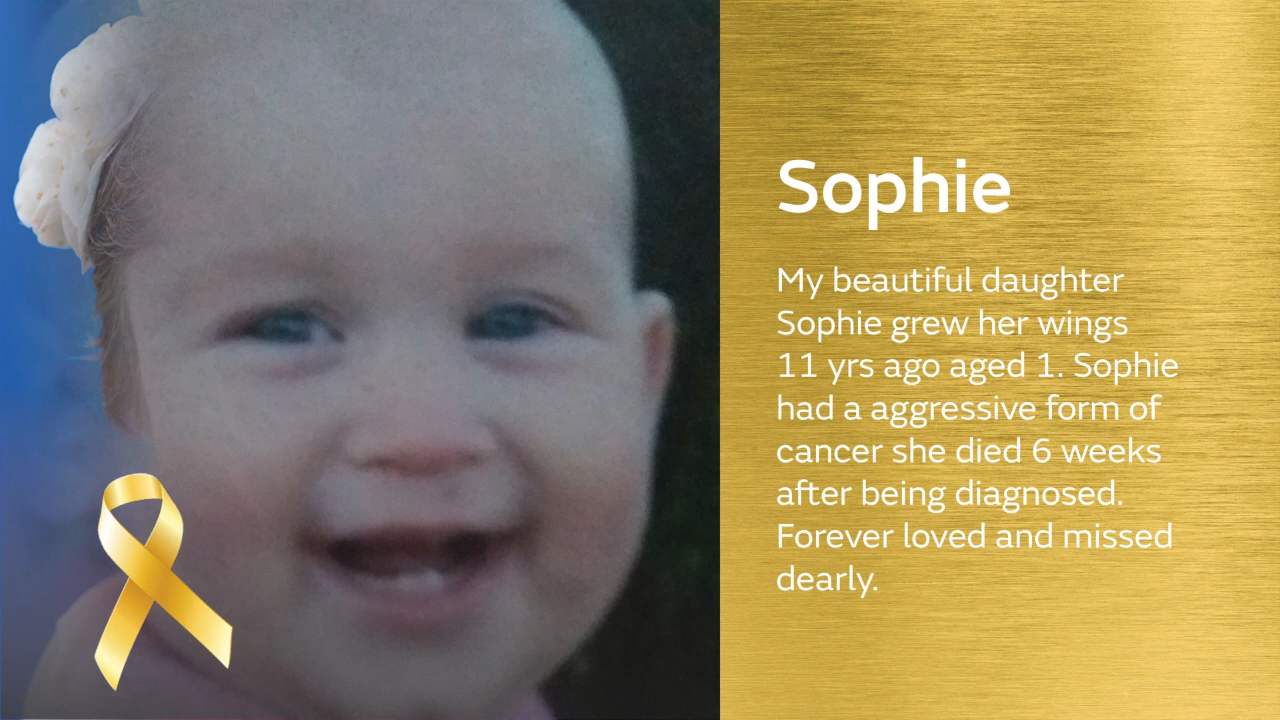 Sophie
My beautiful daughter
Sophie grew her wings
11 yrs ago aged 1. Sophie
had a aggressive form of
cancer she died 6 weeks
after being diagnosed.
Forever loved and missed
dearly.